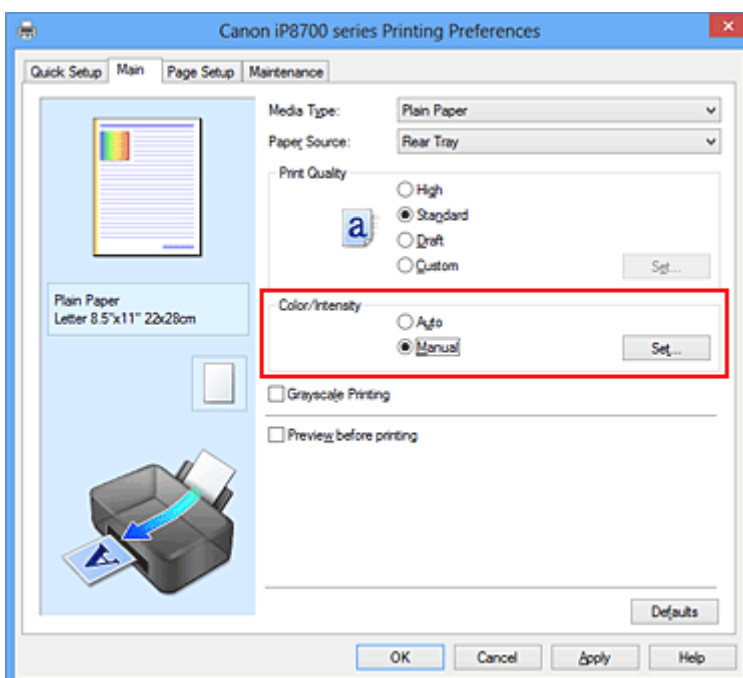 Canon iP8700 series Printing Preferences
Quick Setup Main Page Setup Maintenance
Media Type: Plain Paper
Paper Source: Rear Tray
Print Quality
High
Standard
Draft
Custom Set...
Plain Paper
Letter 8.5"x11" 22x28cm
Color/Intensity
Auto
Manual Set...
Grayscale Printing
Preview before printing
Defaults
OK Cancel Apply Help